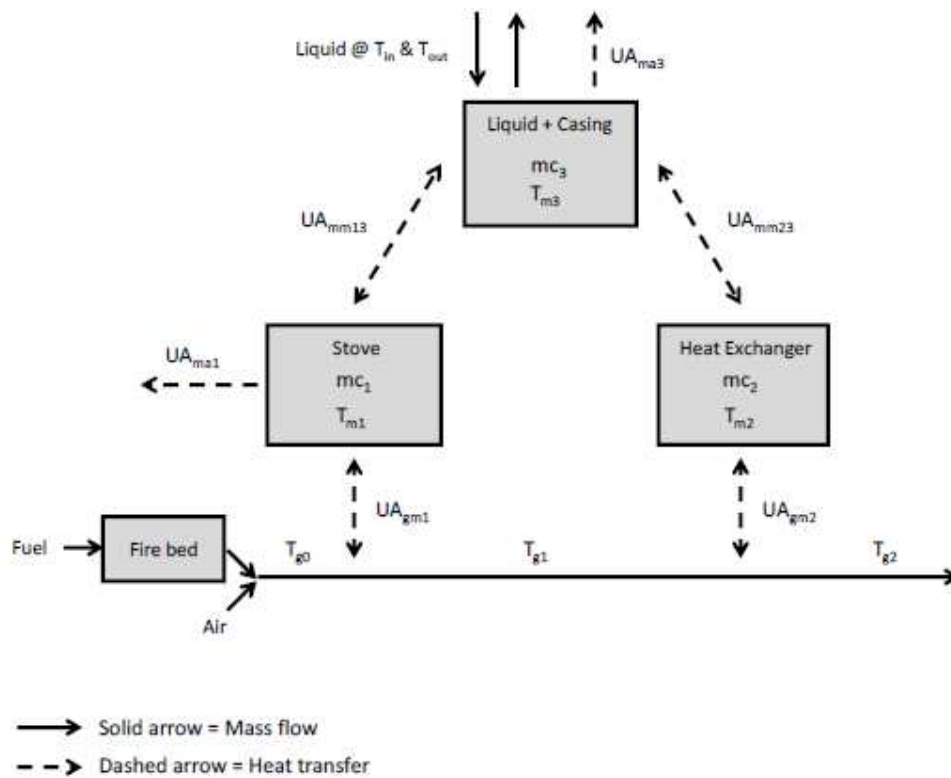 Liquid @ T_in & T_out
UA_ma3
Liquid + Casing
mc_3
T_m3
UA_mm13
UA_mm23
UA_ma1
Stove
mc_1
T_m1
Heat Exchanger
mc_2
T_m2
UA_gm1
UA_gm2
Fuel
Fire bed
T_g0
T_g1
T_g2
Air
Solid arrow = Mass flow
Dashed arrow = Heat transfer